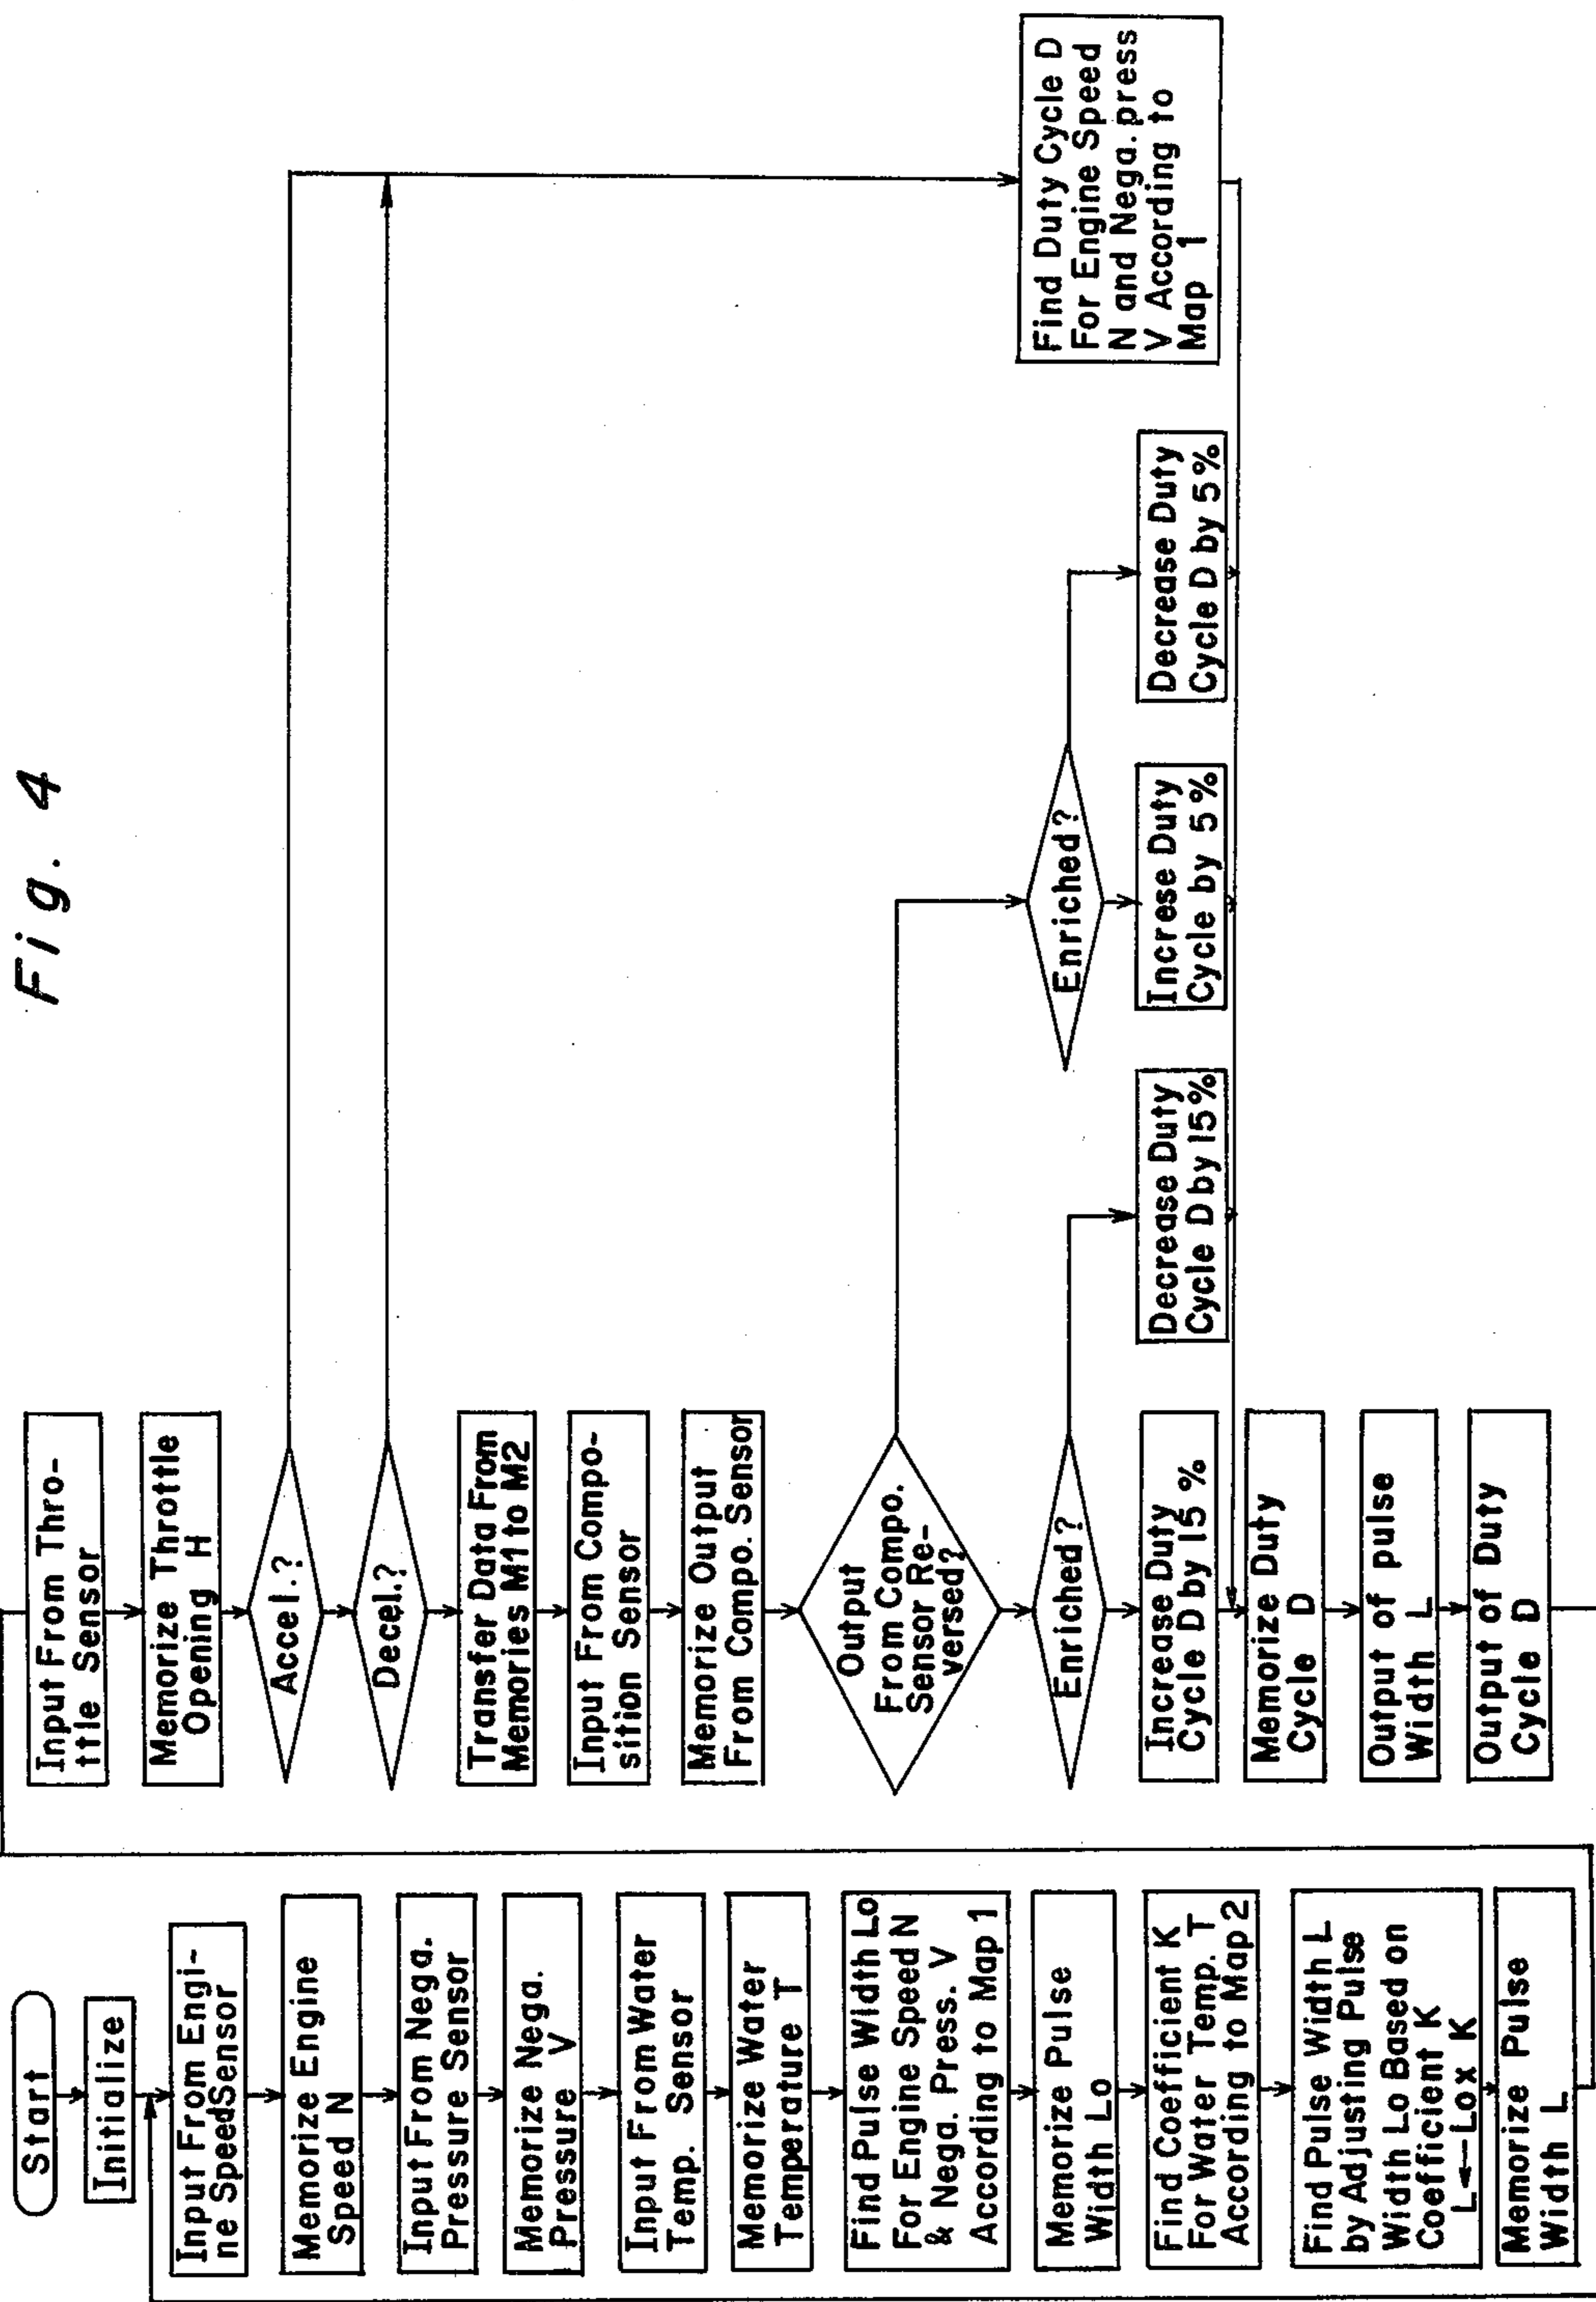 Fig. 4
Start
Initialize
Input From Engi-
ne SpeedSensor
Memorize Engine
Speed N
Input From Nega.
Pressure Sensor
Memorize Nega.
Pressure V
Input From Water
Temp. Sensor
Memorize Water
Temperature T
Find Pulse Width Lo
For Engine Speed N
& Nega. Press. V
According to Map 1
Memorize Pulse
Width Lo
Find Coefficient K
For Water Temp. T
According to Map 2
Find Pulse Width L
by Adjusting Pulse
Width Lo Based on
Coefficient K
L←Lox K
Memorize Pulse
Width L
Input From Thro-
ttle Sensor
Memorize Throttle
Opening H
Accel.?
Decel.?
Transfer Data From
Memories M1 to M2
Input From Compo-
sition Sensor
Memorize Output
From Compo. Sensor
Output
From Compo.
Sensor Re-
versed?
Enriched?
Increase Duty
Cycle D by 15 %
Memorize Duty
Cycle D
Output of pulse
Width L
Output of Duty
Cycle D
Decrease Duty
Cycle D by 15%
Enriched?
Increse Duty
Cycle by 5%
Decrease Duty
Cycle D by 5%
Find Duty Cycle D
For Engine Speed
N and Nega. press
V According to
Map 1